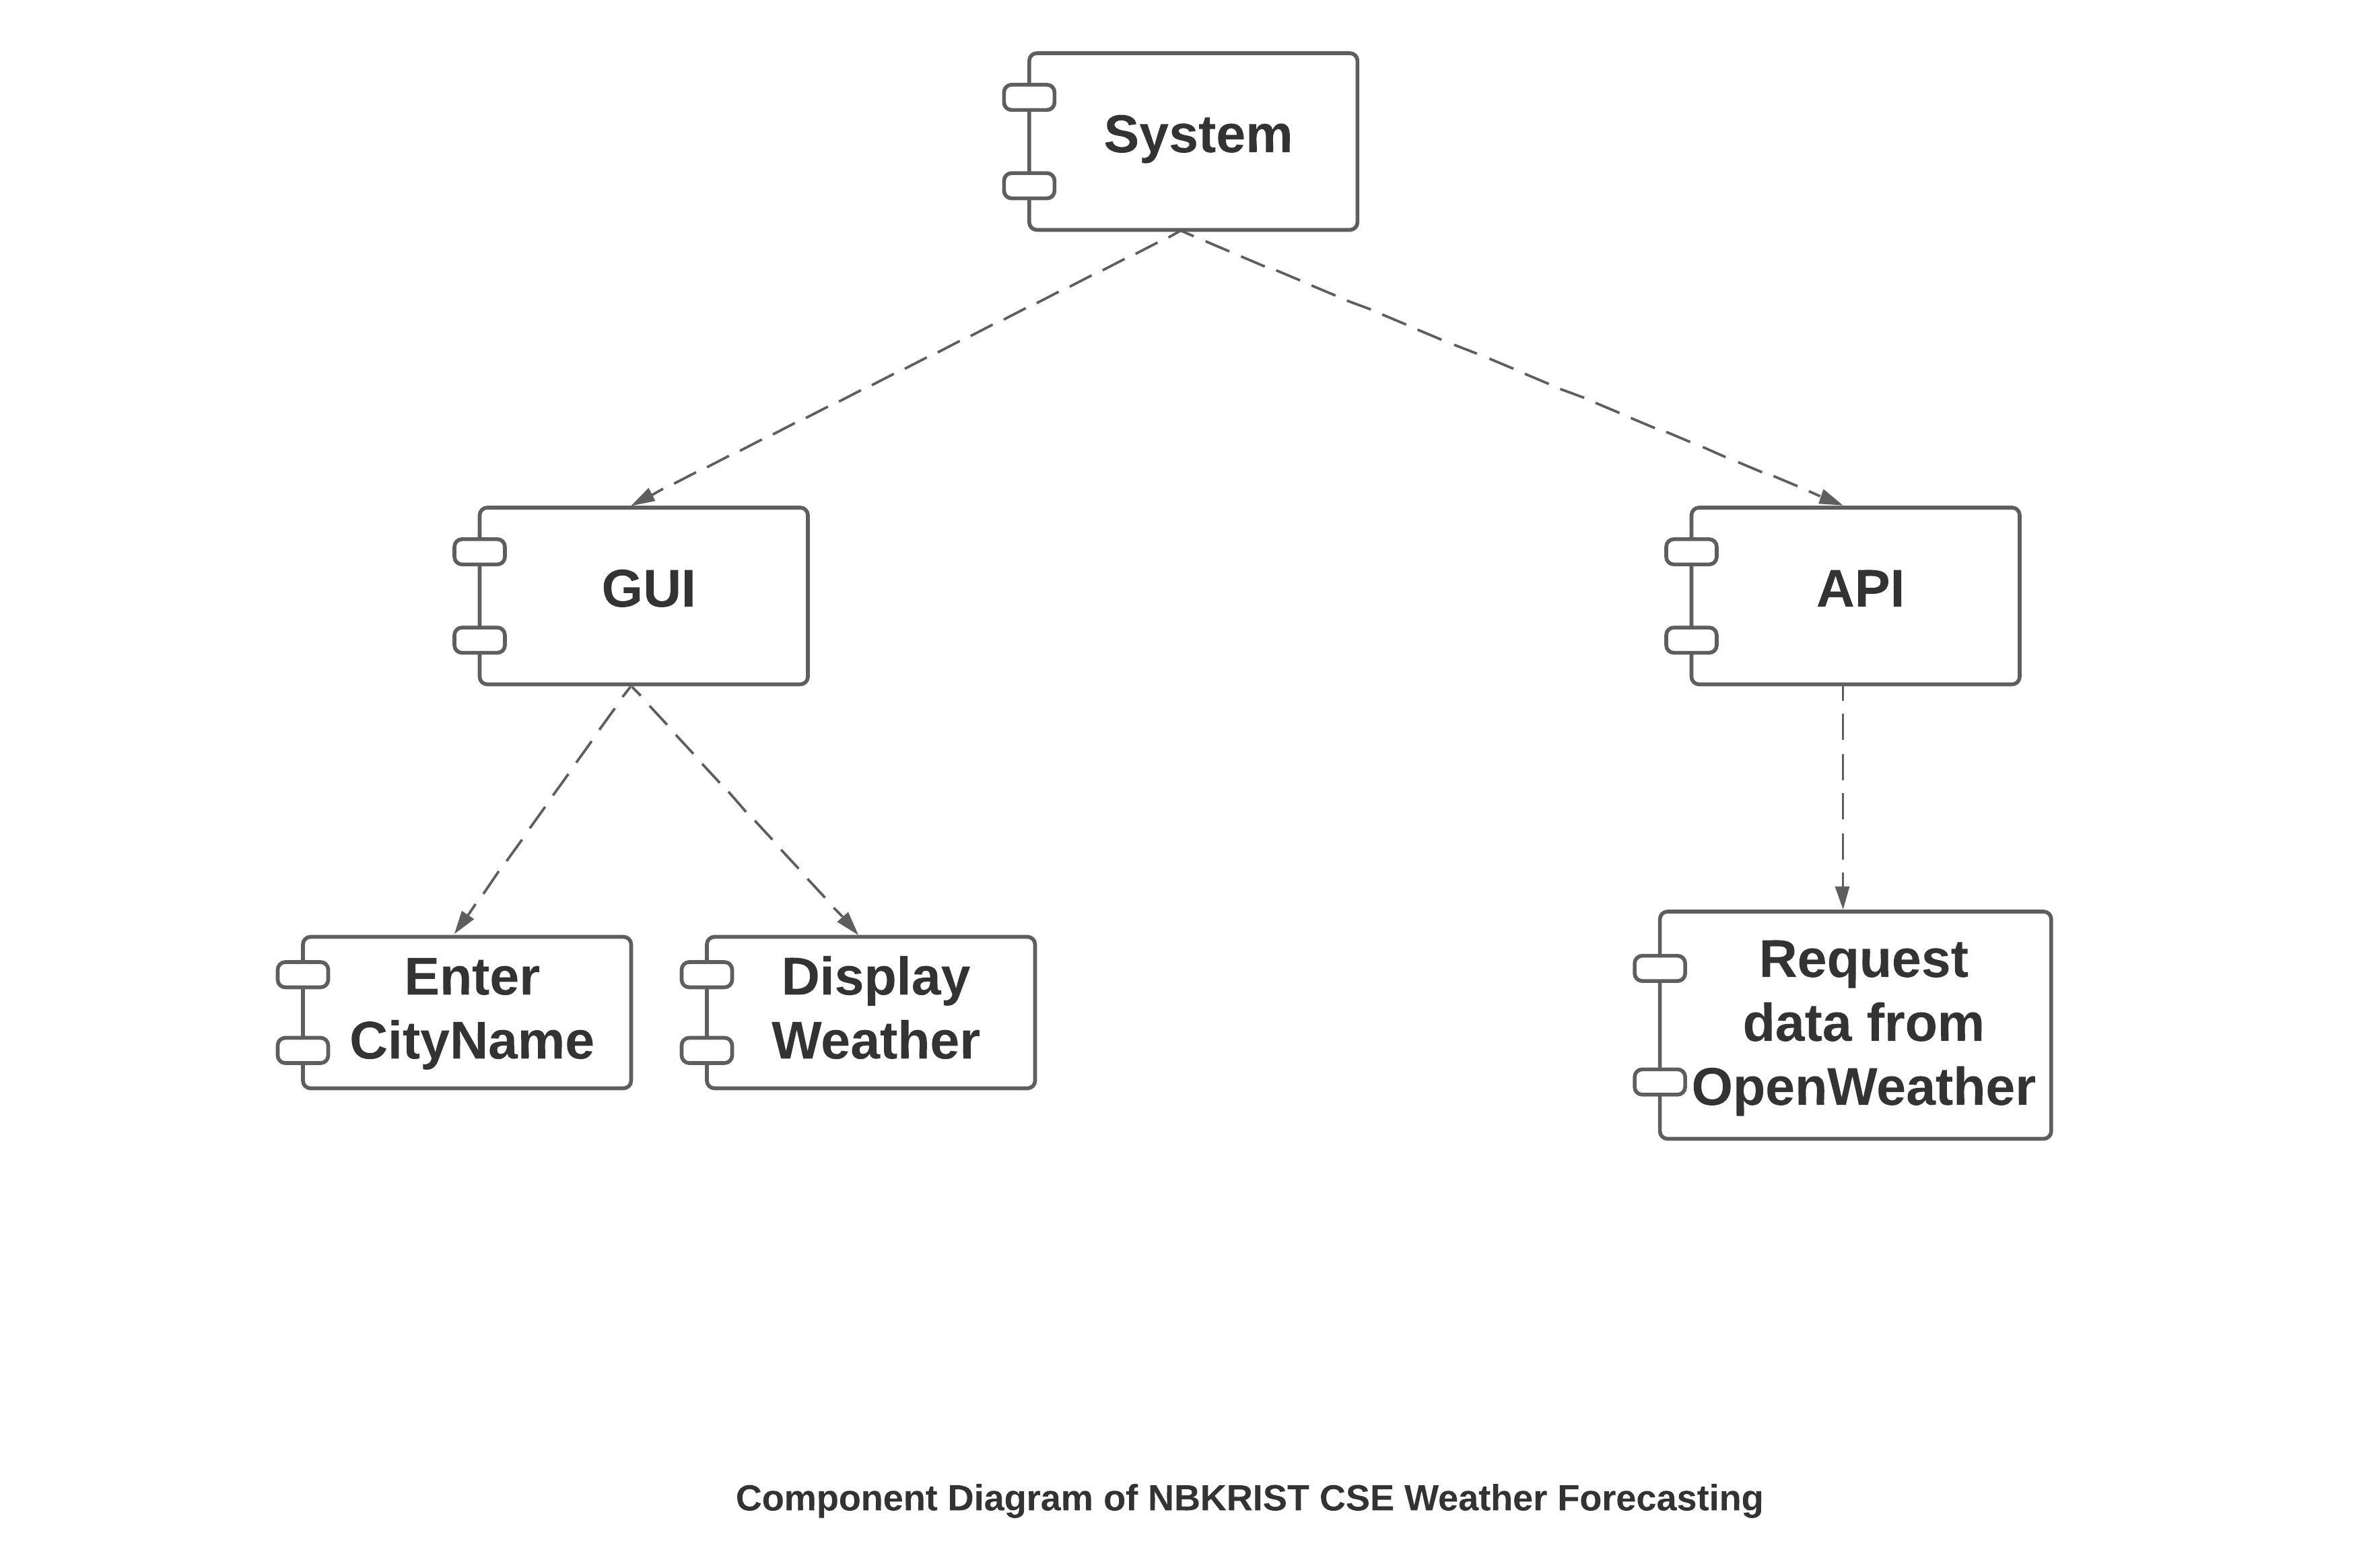 System
GUI
API
Enter
CityName
Display
Weather
Request
data from
OpenWeather
Component Diagram of NBKRIST CSE Weather Forecasting